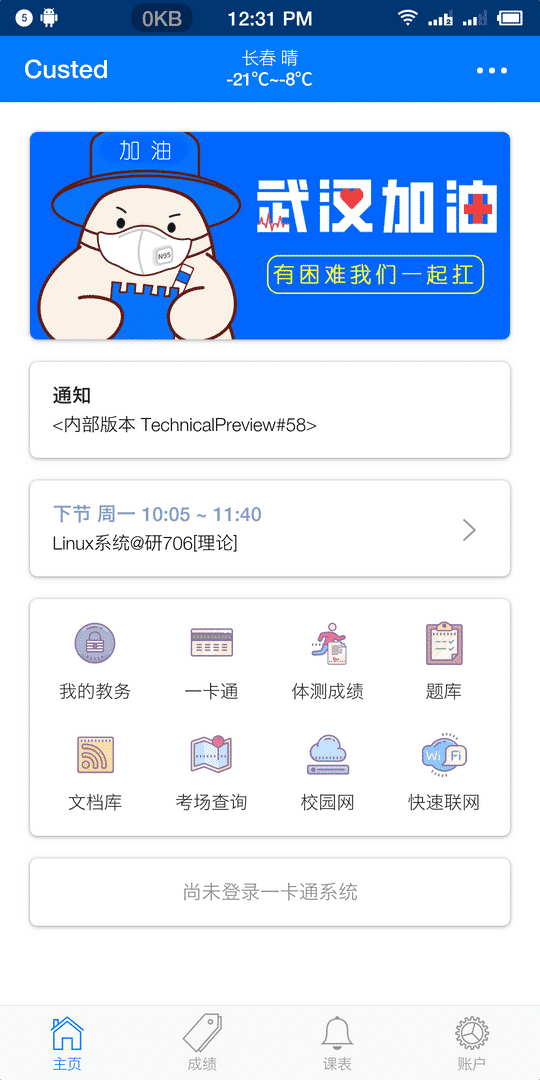 5
0KB
12:31 PM
Custed
长春 晴
-21℃~-8℃
加油
N95
武汉加油
有困难我们一起扛
通知
<内部版本 TechnicalPreview#58>
下节 周一 10:05 ~ 11:40
Linux系统@研706[理论]
我的教务 一卡通 体测成绩 题库
Wi Fi
文档库 考场查询 校园网 快速联网
尚未登录一卡通系统
主页 成绩 课表 账户